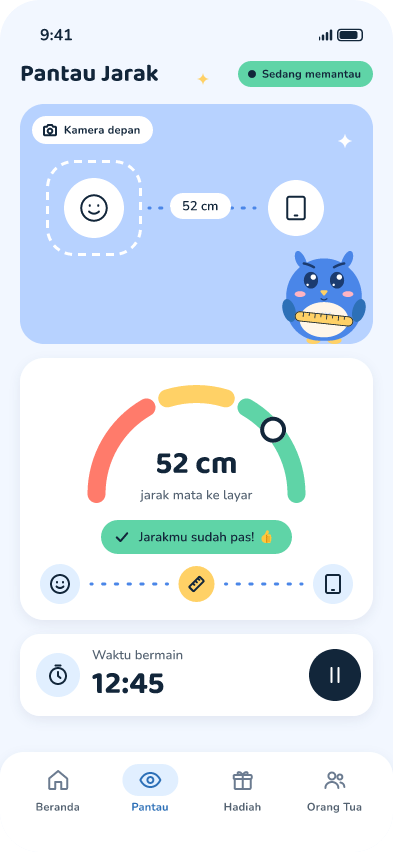 9:41
Pantau Jarak
Sedang memantau
Kamera depan
52 cm
52 cm
jarak mata ke layar
Jarakmu sudah pas! 👍
Waktu bermain
12:45
Beranda
Pantau
Hadiah
Orang Tua